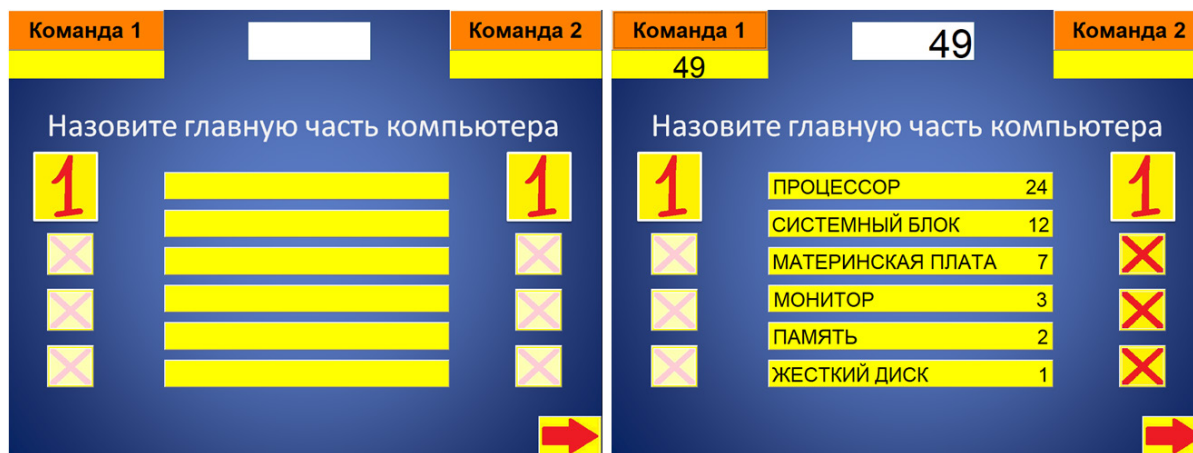 Команда 1
Команда 2
Назовите главную часть компьютера
1
1
Команда 1
49
Команда 2
49
Назовите главную часть компьютера
1
1
ПРОЦЕССОР 24
СИСТЕМНЫЙ БЛОК 12
МАТЕРИНСКАЯ ПЛАТА 7
МОНИТОР 3
ПАМЯТЬ 2
ЖЕСТКИЙ ДИСК 1